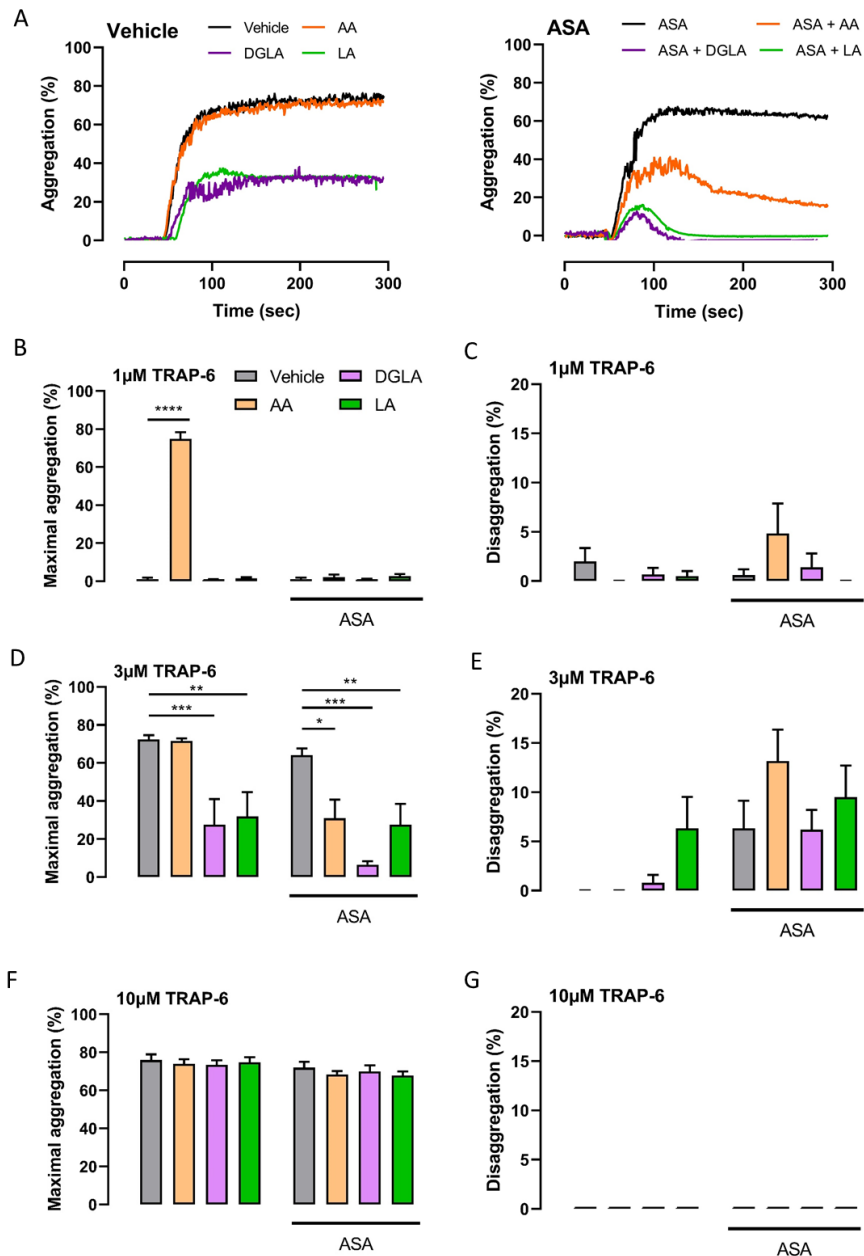 A
Vehicle
Vehicle
AA
DGLA
LA
Aggregation (%)
100
80
60
40
20
0
0
100
200
300
Time (sec)
ASA
ASA
ASA + AA
ASA + DGLA
ASA + LA
Aggregation (%)
100
80
60
40
20
0
0
100
200
300
Time (sec)
B
1µM TRAP-6
Vehicle
DGLA
AA
LA
Maximal aggregation (%)
100
80
60
40
20
0
****
ASA
C
1µM TRAP-6
Disaggregation (%)
20
15
10
5
0
ASA
D
3µM TRAP-6
Maximal aggregation (%)
100
80
60
40
20
0
**
***
**
***
*
ASA
E
3µM TRAP-6
Disaggregation (%)
20
15
10
5
0
ASA
F
10µM TRAP-6
Maximal aggregation (%)
100
80
60
40
20
0
ASA
G
10µM TRAP-6
Disaggregation (%)
20
15
10
5
0
ASA